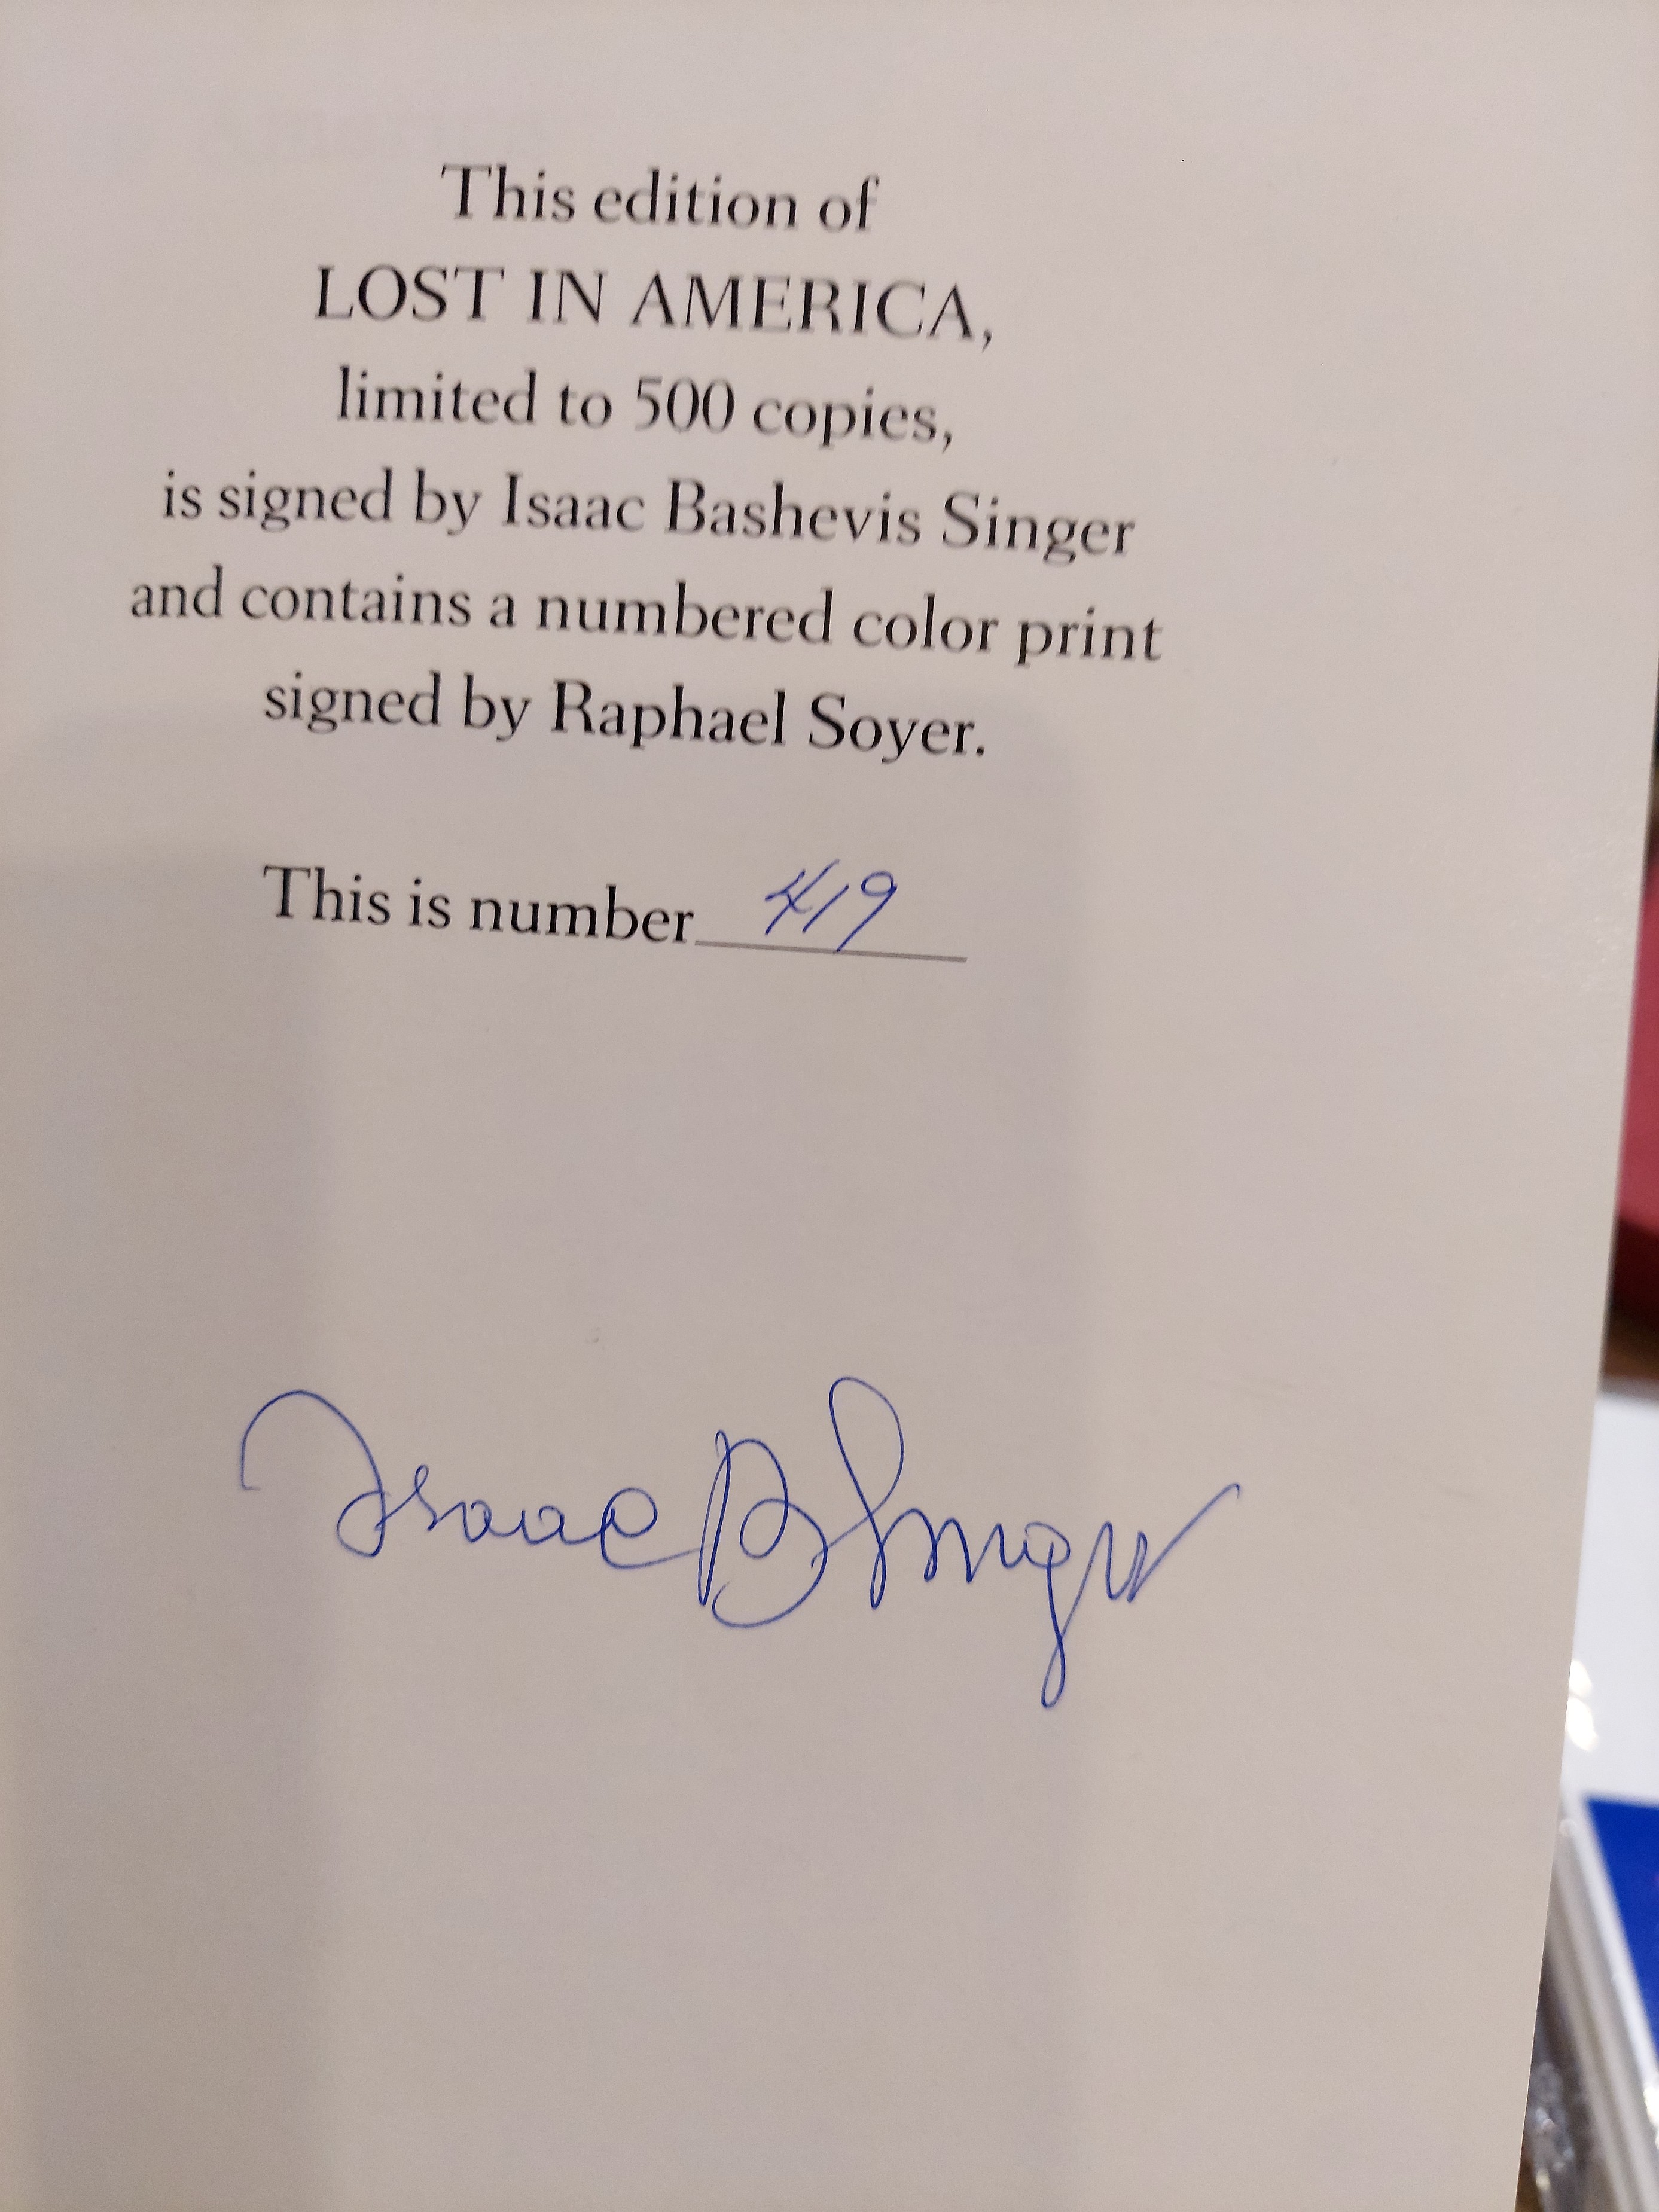 This edition of
LOST IN AMERICA,
limited to 500 copies,
is signed by Isaac Bashevis Singer
and contains a numbered color print
signed by Raphael Soyer.
This is number 419
Isaac B Singer